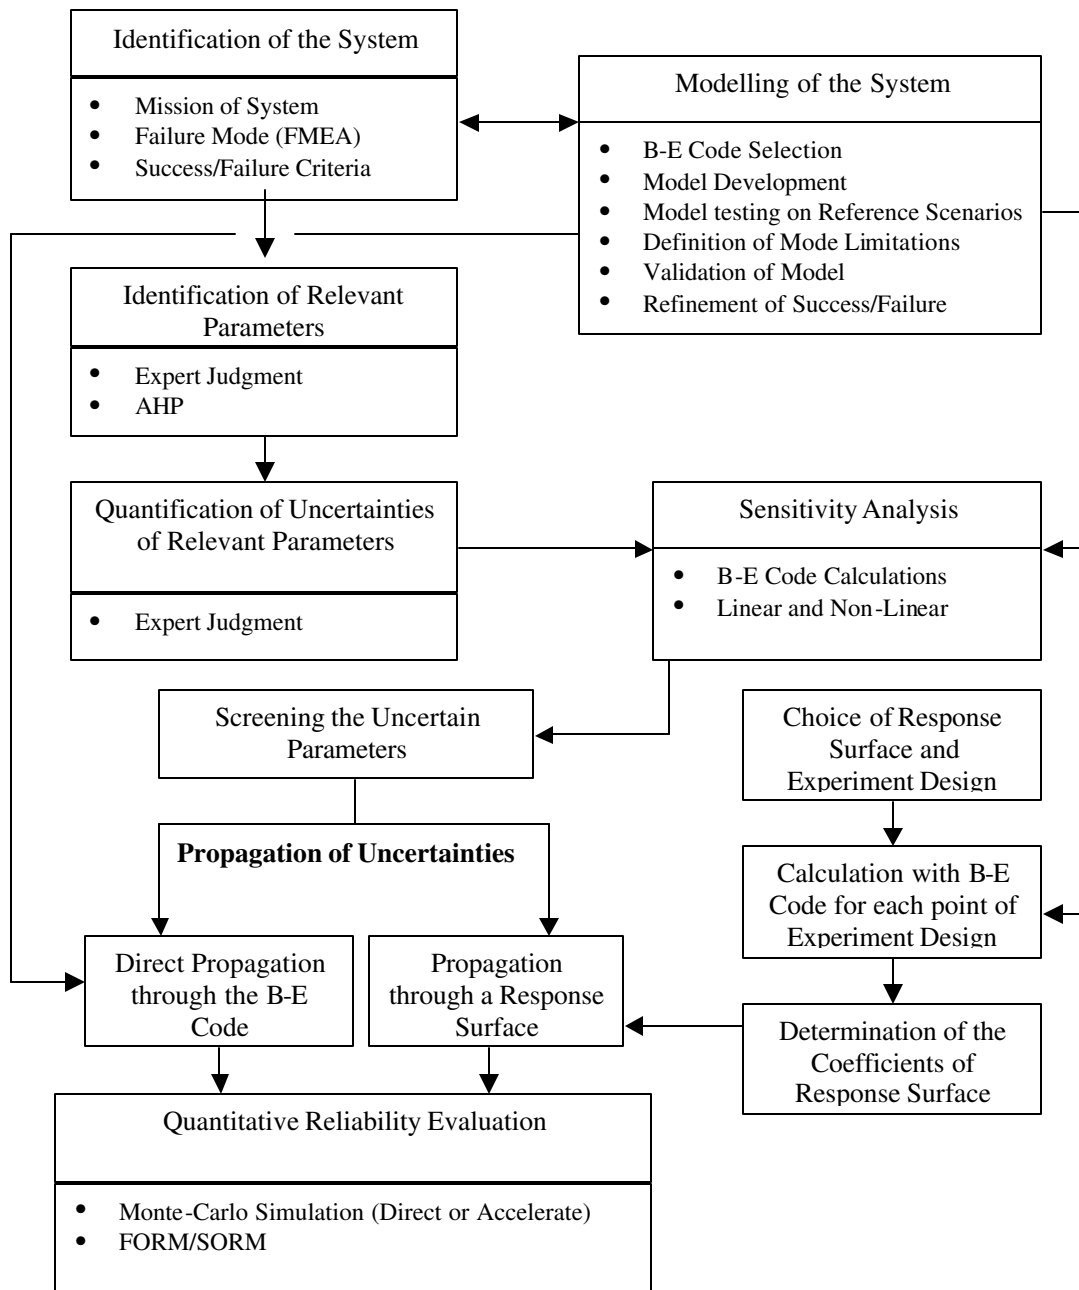 Identification of the System
• Mission of System
• Failure Mode (FMEA)
• Success/Failure Criteria
Modelling of the System
• B-E Code Selection
• Model Development
• Model testing on Reference Scenarios
• Definition of Mode Limitations
• Validation of Model
• Refinement of Success/Failure
Identification of Relevant
Parameters
• Expert Judgment
• AHP
Quantification of Uncertainties
of Relevant Parameters
• Expert Judgment
Sensitivity Analysis
• B-E Code Calculations
• Linear and Non-Linear
Screening the Uncertain
Parameters
Choice of Response
Surface and
Experiment Design
Propagation of Uncertainties
Calculation with B-E
Code for each point of
Experiment Design
Direct Propagation
through the B-E
Code
Propagation
through a Response
Surface
Determination of the
Coefficients of
Response Surface
Quantitative Reliability Evaluation
• Monte-Carlo Simulation (Direct or Accelerate)
• FORM/SORM